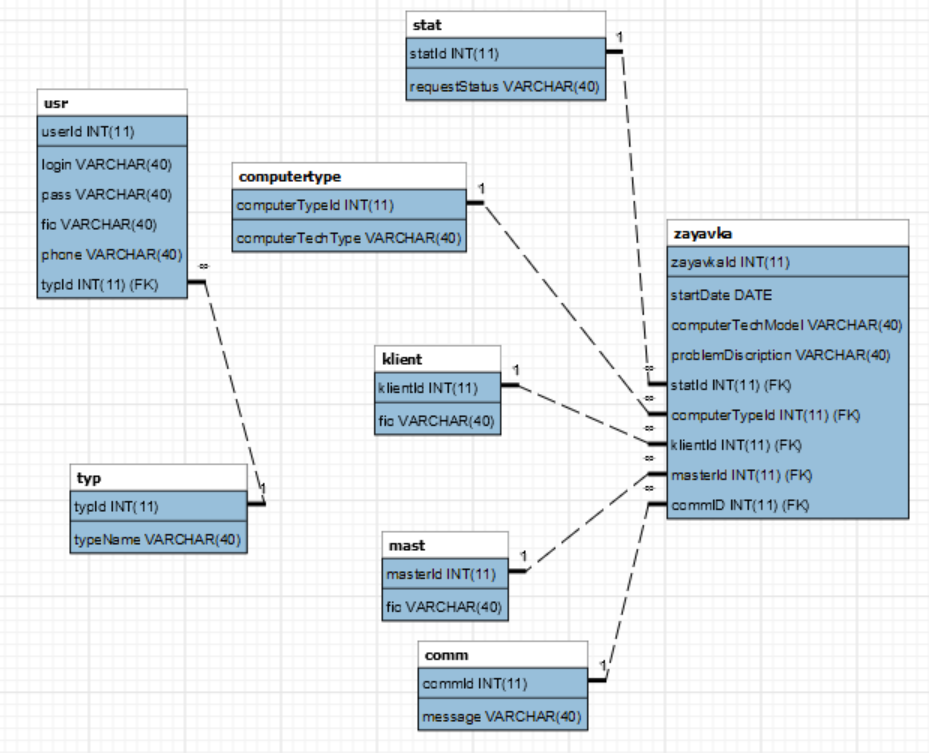 stat
statId INT(11)
requestStatus VARCHAR(40)
usr
userId INT(11)
login VARCHAR(40)
pass VARCHAR(40)
fio VARCHAR(40)
phone VARCHAR(40)
typId INT(11) (FK)
∞
1
typ
typId INT(11)
typeName VARCHAR(40)
computertype
computerTypeId INT(11)
computerTechType VARCHAR(40)
1
1
klient
klientId INT(11)
fio VARCHAR(40)
1
mast
masterId INT(11)
fio VARCHAR(40)
1
comm
commId INT(11)
message VARCHAR(40)
1
zayavka
zayavkaId INT(11)
startDate DATE
computerTechModel VARCHAR(40)
problemDiscription VARCHAR(40)
∞
statId INT(11) (FK)
∞
computerTypeId INT(11) (FK)
∞
klientId INT(11) (FK)
∞
masterId INT(11) (FK)
∞
commID INT(11) (FK)